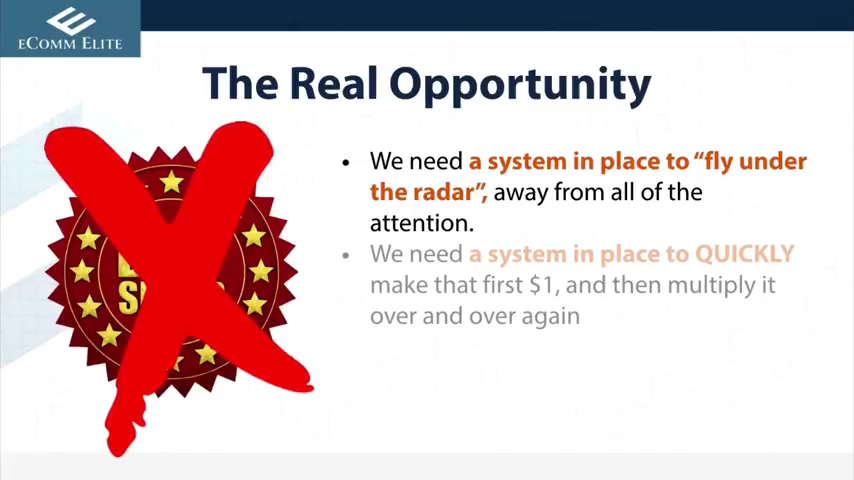 eComm Elite
The Real Opportunity
• We need a system in place to “fly under
the radar”, away from all of the
attention.
• We need a system in place to QUICKLY
make that first $1, and then multiply it
over and over again